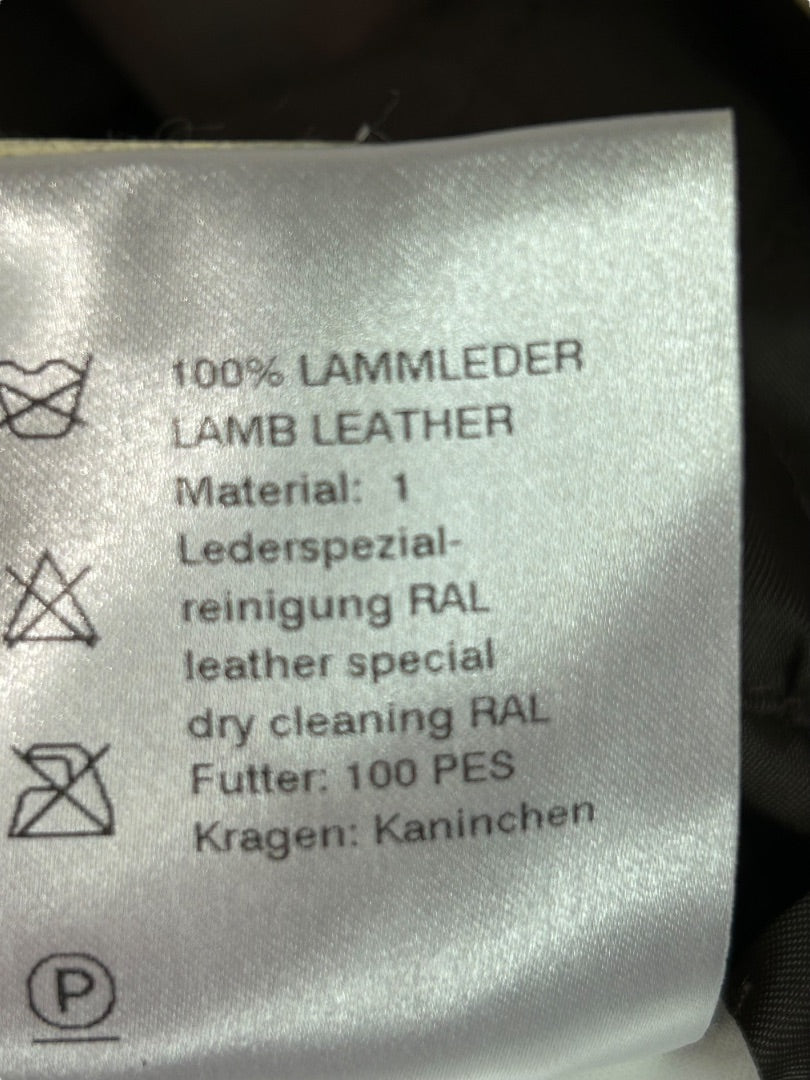 100% LAMMLEDER
LAMB LEATHER
Material: 1
Lederspezial-
reinigung RAL
leather special
dry cleaning RAL
Futter: 100 PES
Kragen: Kaninchen
P